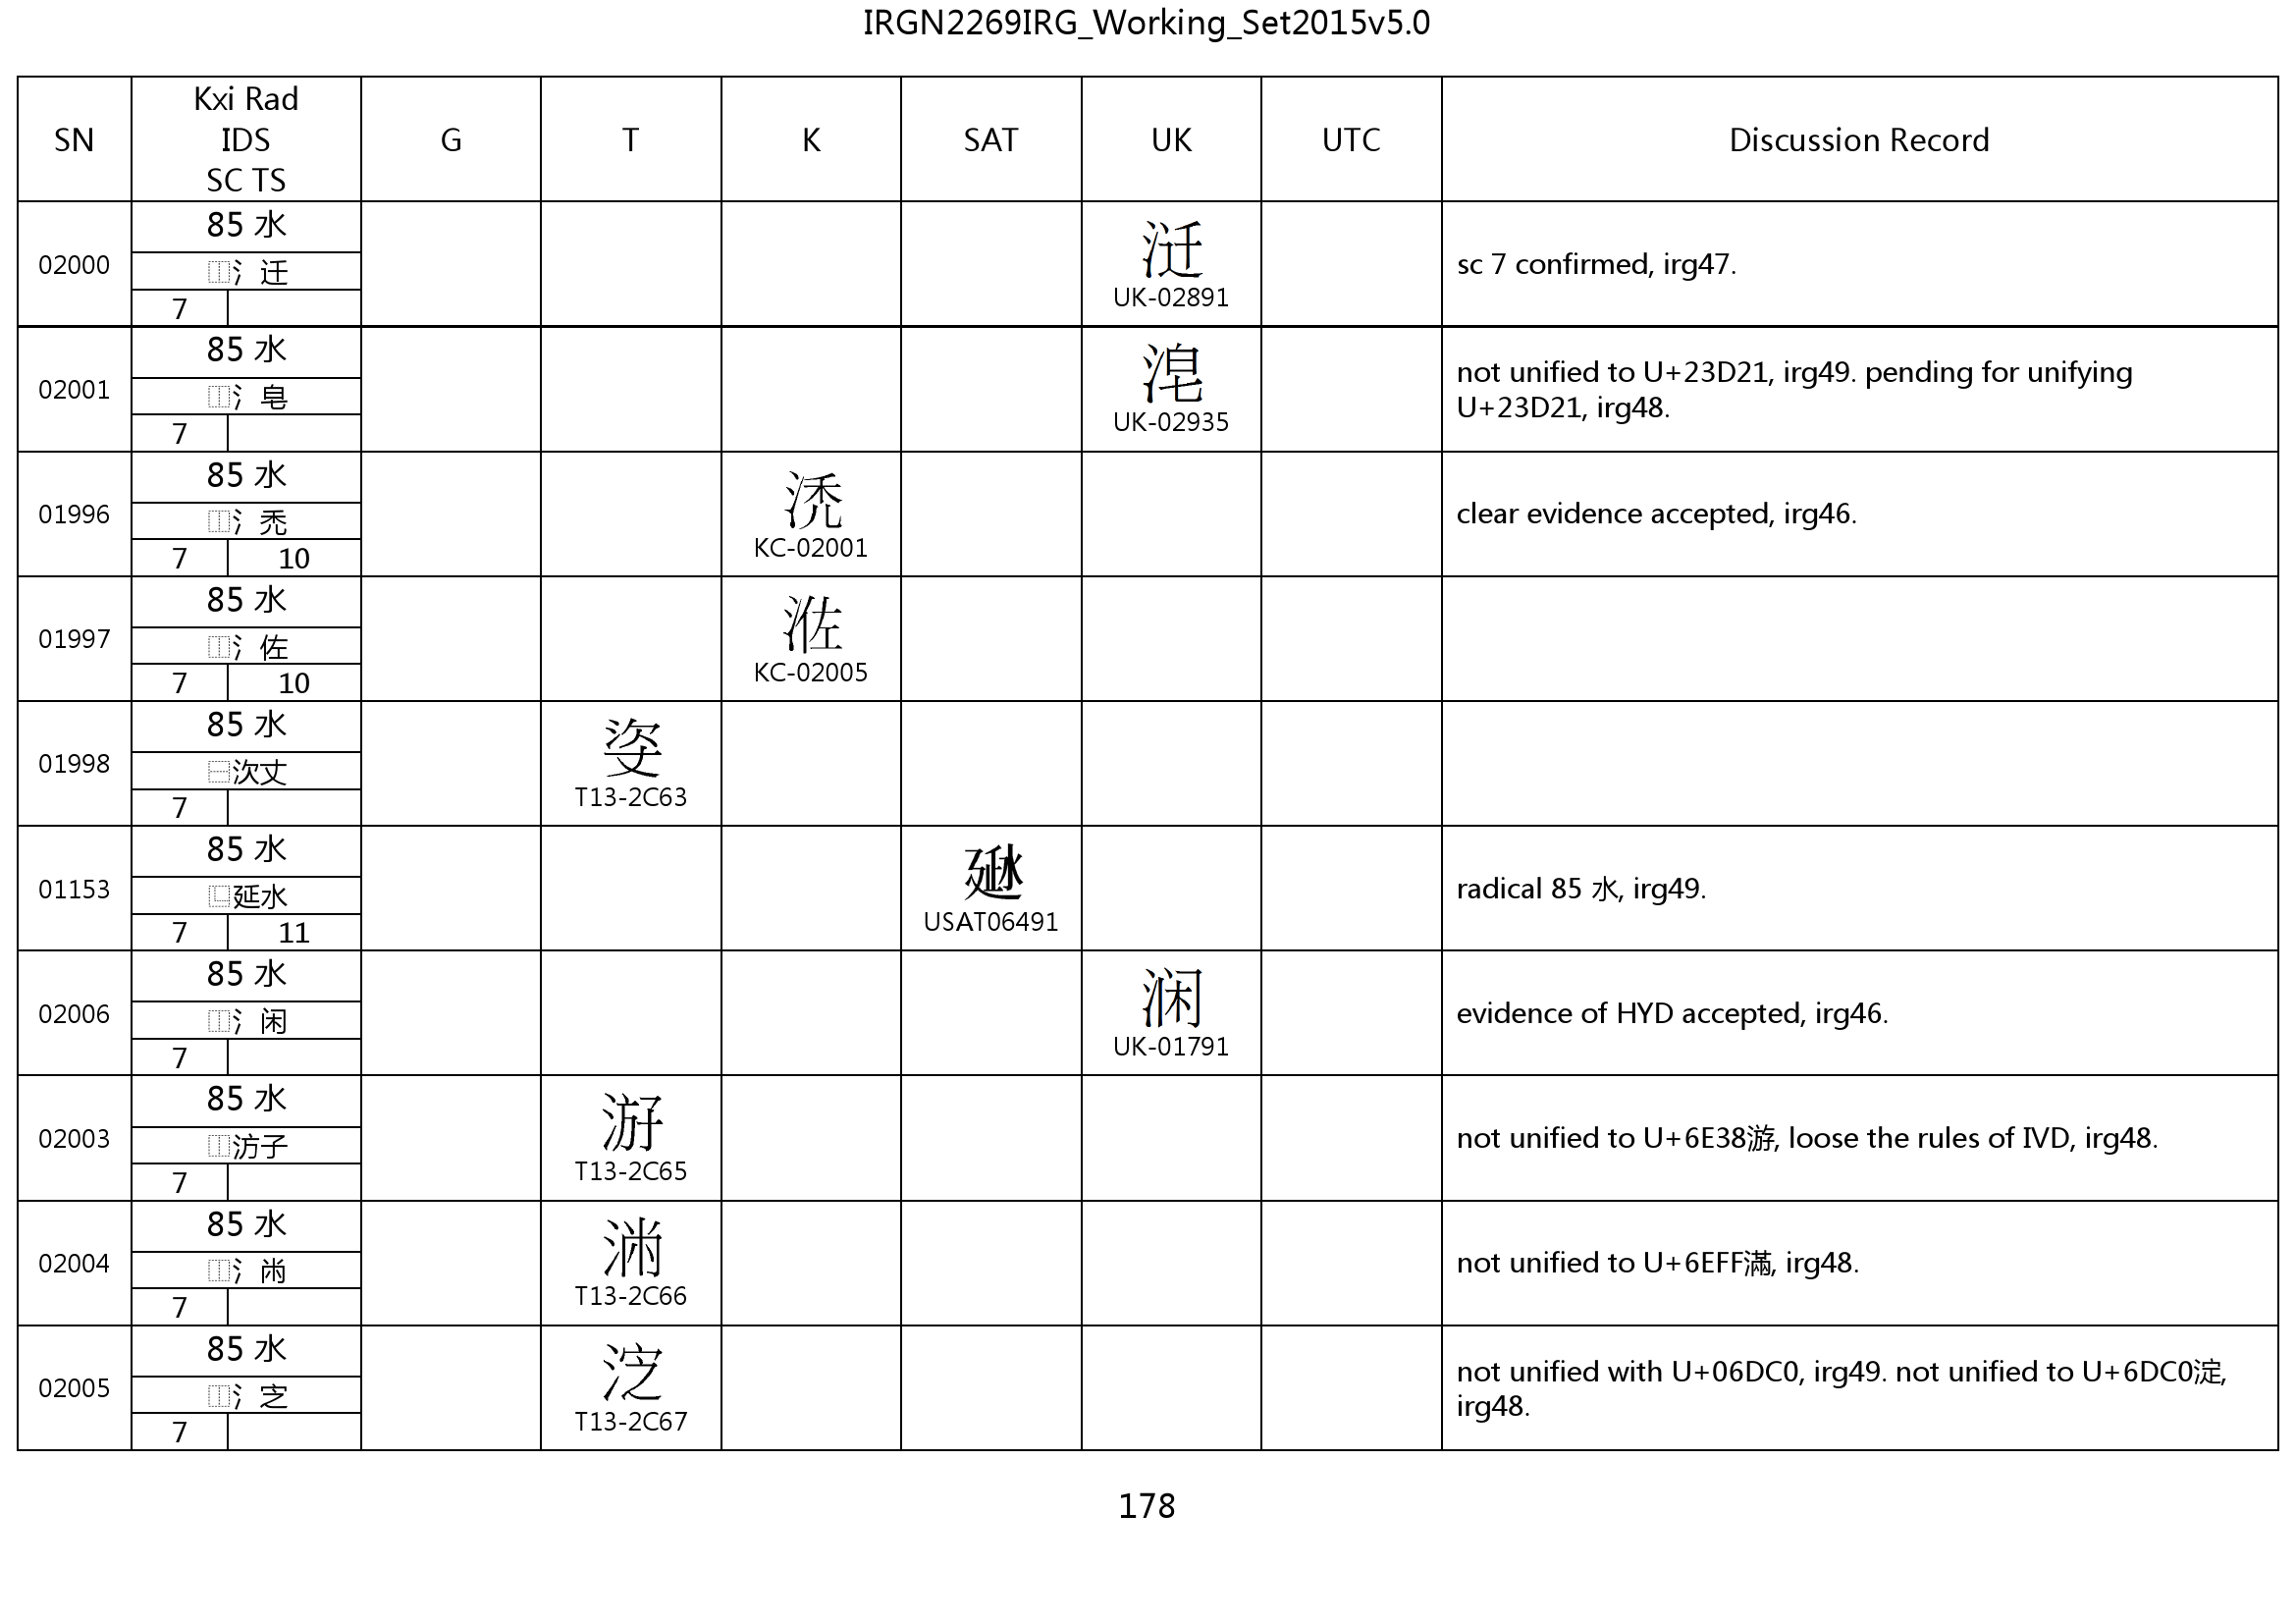 IRGN2269IRG_Working_Set2015v5.0
SN
Kxi Rad
IDS
SC TS
G
T
K
SAT
UK
UTC
Discussion Record
02000
85 水
⿰氵迁
7
UK-02891
sc 7 confirmed, irg47.
02001
85 水
⿰氵皂
7
UK-02935
not unified to U+23D21, irg49. pending for unifying
U+23D21, irg48.
01996
85 水
⿰氵秃
7 10
KC-02001
clear evidence accepted, irg46.
01997
85 水
⿰氵佐
7 10
KC-02005
01998
85 水
⿱次丈
7
T13-2C63
01153
85 水
⿺延水
7 11
USAT06491
radical 85 水, irg49.
02006
85 水
⿰氵闲
7
UK-01791
evidence of HYD accepted, irg46.
02003
85 水
⿰汸子
7
T13-2C65
not unified to U+6E38游, loose the rules of IVD, irg48.
02004
85 水
⿰氵
7
T13-2C66
not unified to U+6EFF滿, irg48.
02005
85 水
⿰氵
7
T13-2C67
not unified with U+06DC0, irg49. not unified to U+6DC0淀,
irg48.
178